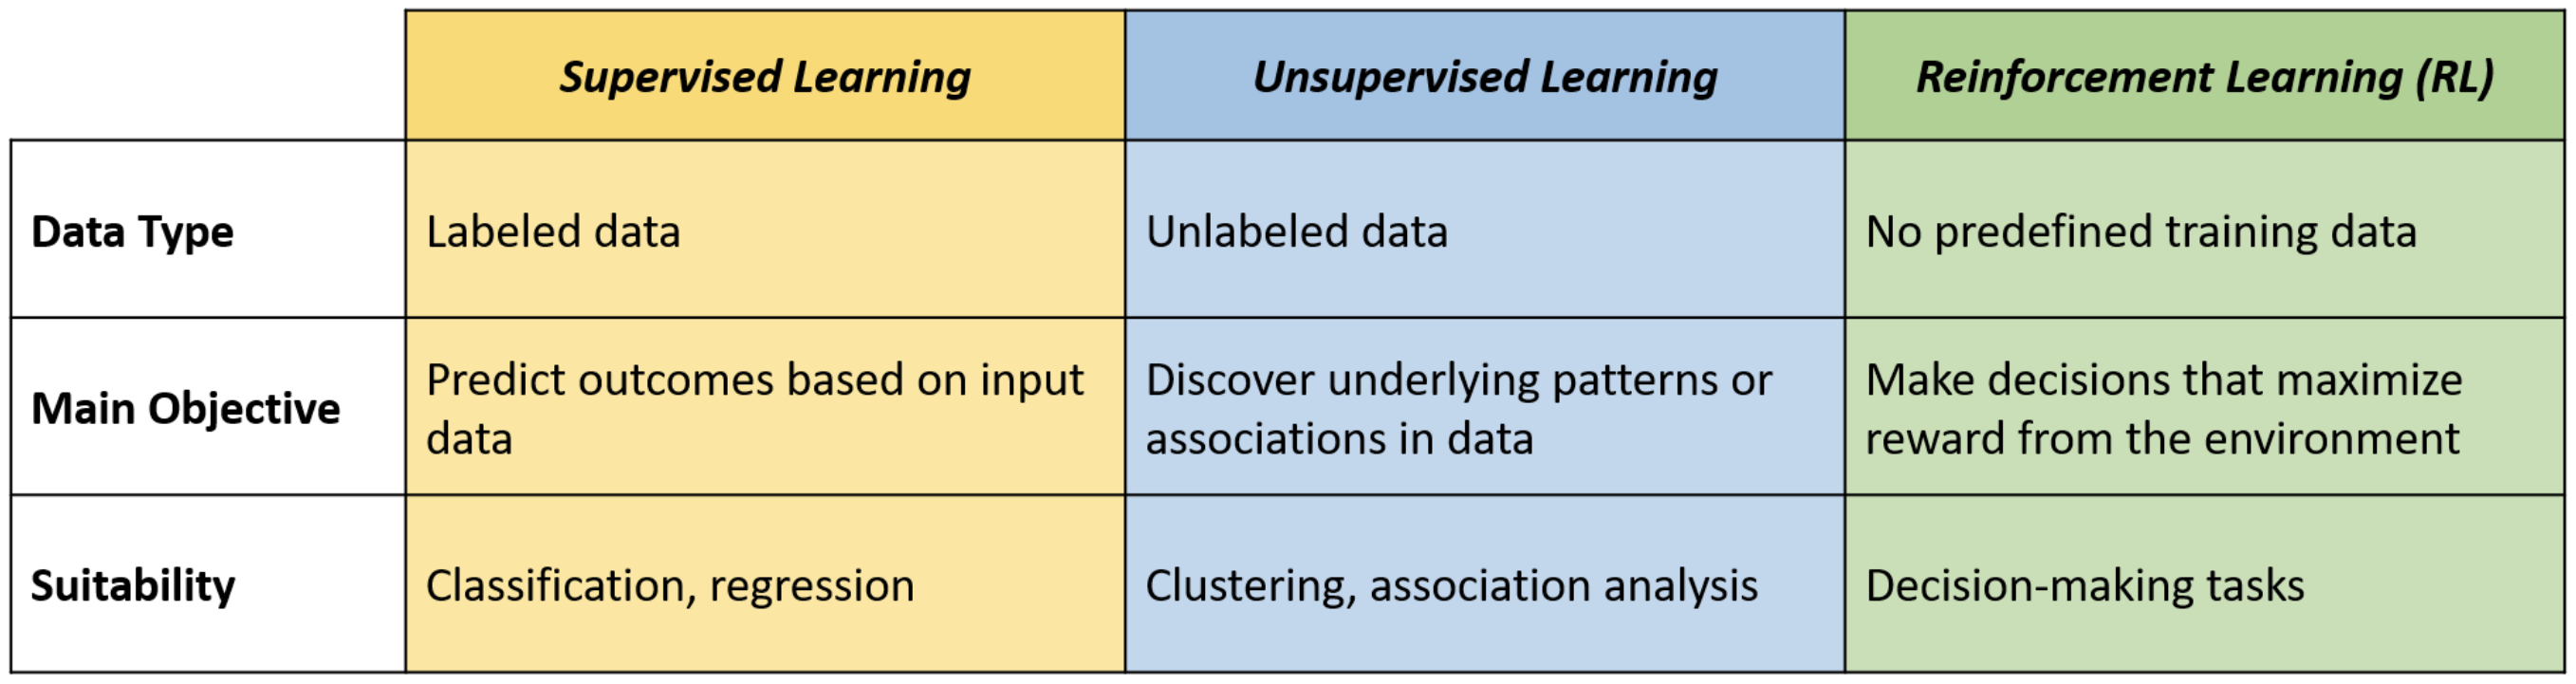 Supervised Learning
Unsupervised Learning
Reinforcement Learning (RL)
Data Type
Labeled data
Unlabeled data
No predefined training data
Main Objective
Predict outcomes based on input
data
Discover underlying patterns or
associations in data
Make decisions that maximize
reward from the environment
Suitability
Classification, regression
Clustering, association analysis
Decision-making tasks